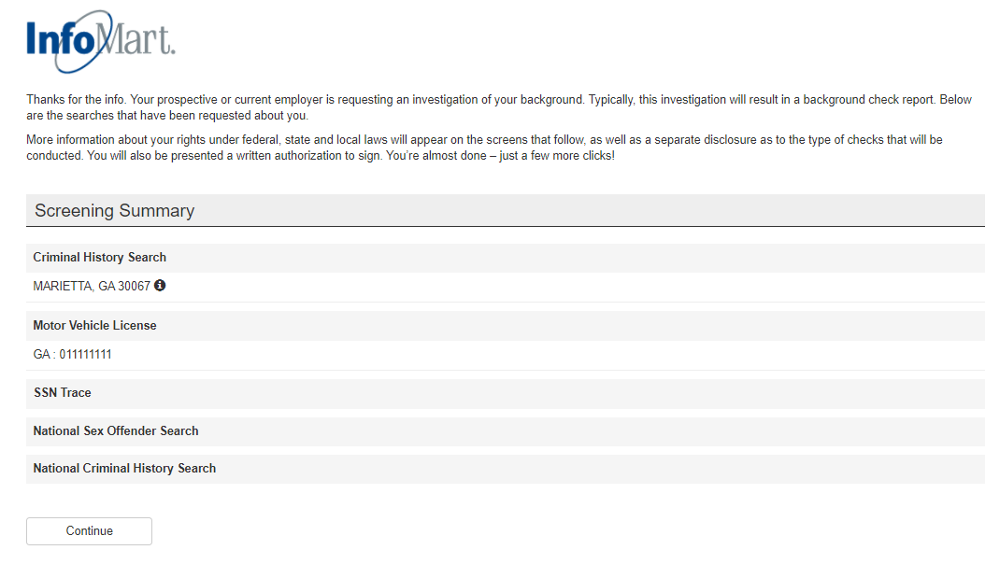 InfoMart.
Thanks for the info. Your prospective or current employer is requesting an investigation of your background. Typically, this investigation will result in a background check report. Below
are the searches that have been requested about you.
More information about your rights under federal, state and local laws will appear on the screens that follow, as well as a separate disclosure as to the type of checks that will be
conducted. You will also be presented a written authorization to sign. You're almost done – just a few more clicks!
Screening Summary
Criminal History Search
MARIETTA, GA 30067
Motor Vehicle License
GA : 011111111
SSN Trace
National Sex Offender Search
National Criminal History Search
Continue